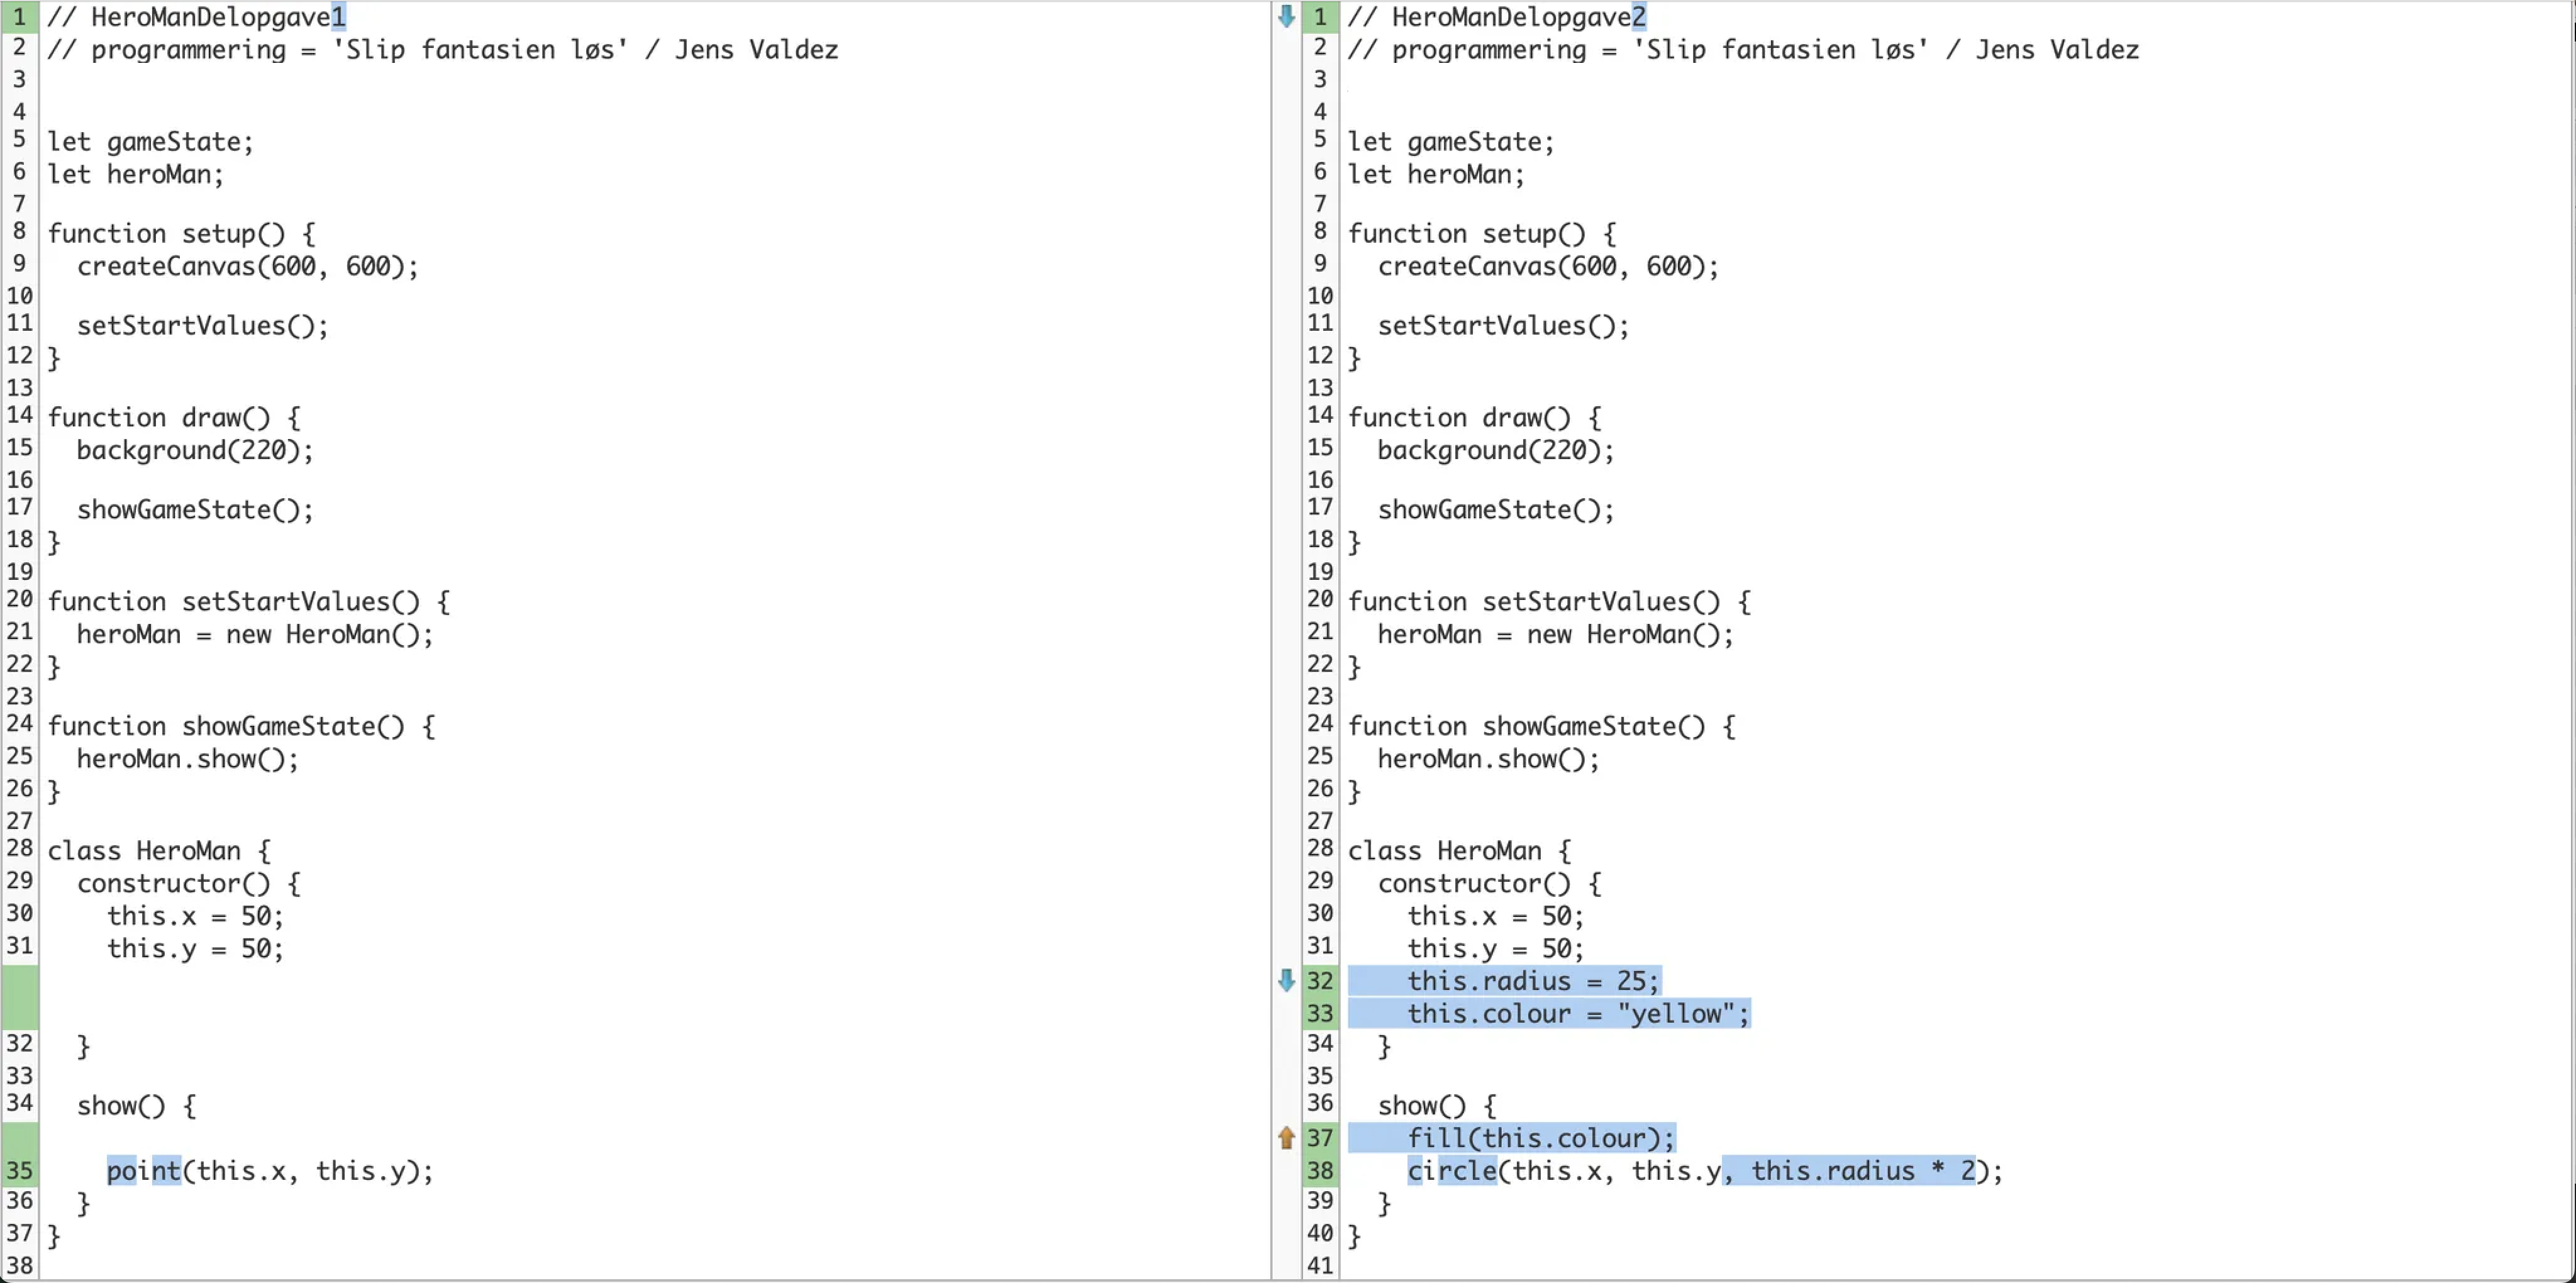 1 // HeroManDelopgave1
2 // programmering = 'Slip fantasien løs' / Jens Valdez
3
4
5 let gameState;
6 let heroMan;
7
8 function setup() {
9   createCanvas(600, 600);
10
11   setStartValues();
12 }
13
14 function draw() {
15   background(220);
16
17   showGameState();
18 }
19
20 function setStartValues() {
21   heroMan = new HeroMan();
22 }
23
24 function showGameState() {
25   heroMan.show();
26 }
27
28 class HeroMan {
29   constructor() {
30     this.x = 50;
31     this.y = 50;
32   }
33
34   show() {
35     point(this.x, this.y);
36   }
37 }
38
1 // HeroManDelopgave2
2 // programmering = 'Slip fantasien løs' / Jens Valdez
3
4
5 let gameState;
6 let heroMan;
7
8 function setup() {
9   createCanvas(600, 600);
10
11   setStartValues();
12 }
13
14 function draw() {
15   background(220);
16
17   showGameState();
18 }
19
20 function setStartValues() {
21   heroMan = new HeroMan();
22 }
23
24 function showGameState() {
25   heroMan.show();
26 }
27
28 class HeroMan {
29   constructor() {
30     this.x = 50;
31     this.y = 50;
32     this.radius = 25;
33     this.colour = "yellow";
34   }
35
36   show() {
37     fill(this.colour);
38     circle(this.x, this.y, this.radius * 2);
39   }
40 }
41